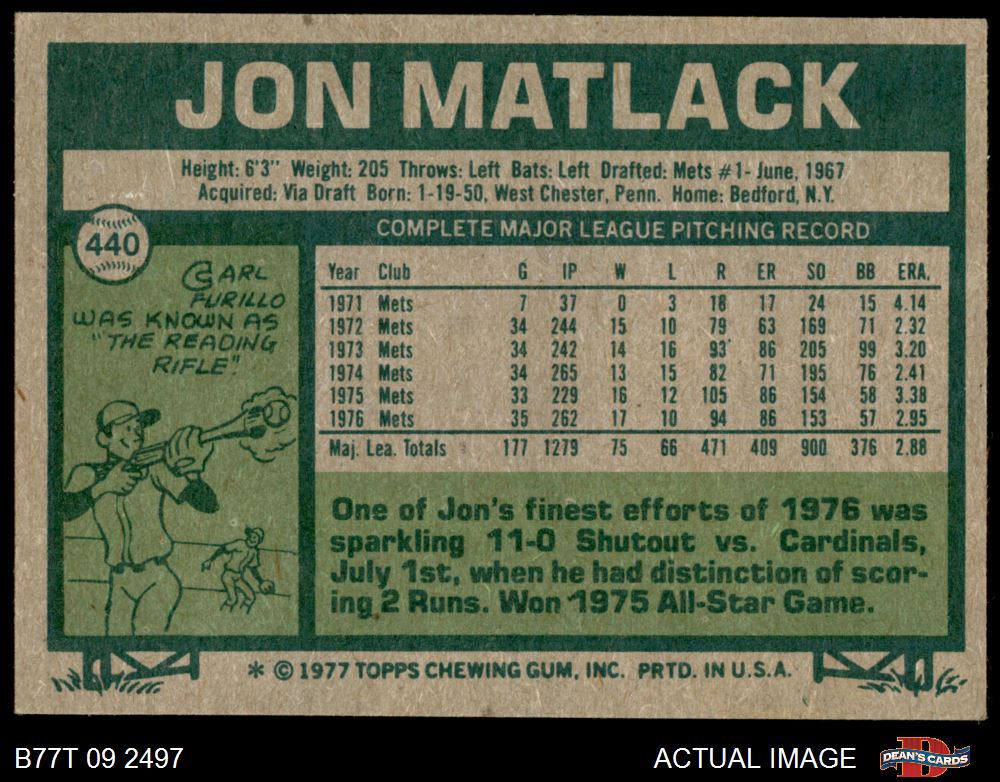 JON MATLACK
Height: 6'3" Weight: 205 Throws: Left Bats: Left Drafted: Mets #1- June, 1967
Acquired: Via Draft Born: 1-19-50, West Chester, Penn. Home: Bedford, N.Y.
440
CARL
FURILLO
WAS KNOWN AS
"THE READING
RIFLE".
COMPLETE MAJOR LEAGUE PITCHING RECORD
Year Club G IP W L R ER SO BB ERA.
1971 Mets 7 37 0 3 18 17 24 15 4.14
1972 Mets 34 244 15 10 79 63 169 71 2.32
1973 Mets 34 242 14 16 93 86 205 99 3.20
1974 Mets 34 265 13 15 82 71 195 76 2.41
1975 Mets 33 229 16 12 105 86 154 58 3.38
1976 Mets 35 262 17 10 94 86 153 57 2.95
Maj. Lea. Totals 177 1279 75 66 471 409 900 376 2.88
One of Jon's finest efforts of 1976 was
sparkling 11-0 Shutout vs. Cardinals,
July 1st, when he had distinction of scor-
ing 2 Runs. Won 1975 All-Star Game.
* © 1977 TOPPS CHEWING GUM, INC. PRTD. IN U.S.A.
B77T 09 2497
ACTUAL IMAGE
D
DEAN'S CARDS